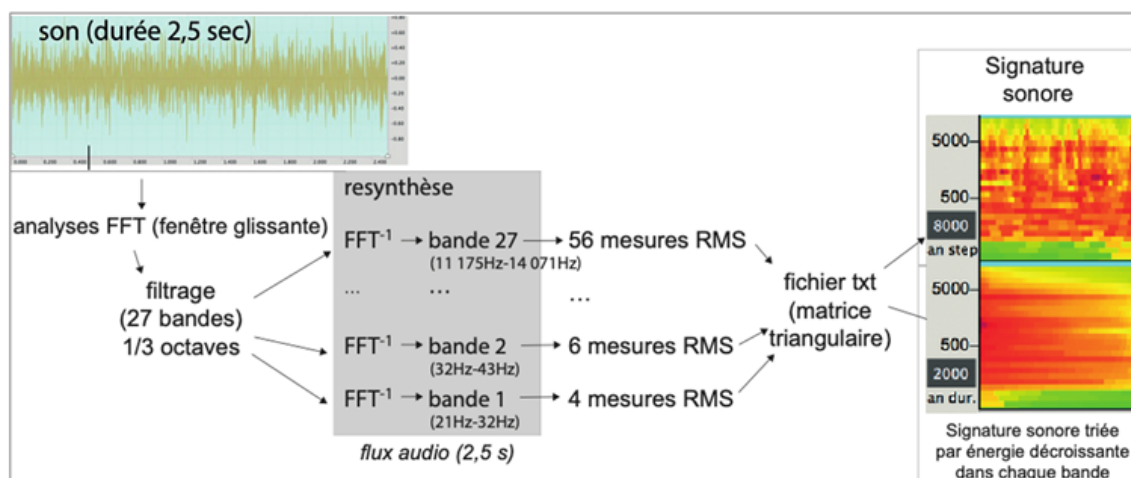 son (durée 2,5 sec)
analyses FFT (fenêtre glissante)
filtrage
(27 bandes)
1/3 octaves
resynthèse
FFT-1 bande 27 56 mesures RMS
(11 175Hz-14 071Hz)
... ... ...
FFT-1 bande 2 6 mesures RMS
(32Hz-43Hz)
FFT-1 bande 1 4 mesures RMS
(21Hz-32Hz)
flux audio (2,5 s)
fichier txt
(matrice
triangulaire)
Signature
sonore
5000
500
8000
an step
5000
500
2000
an dur.
Signature sonore triée
par énergie décroissante
dans chaque bande